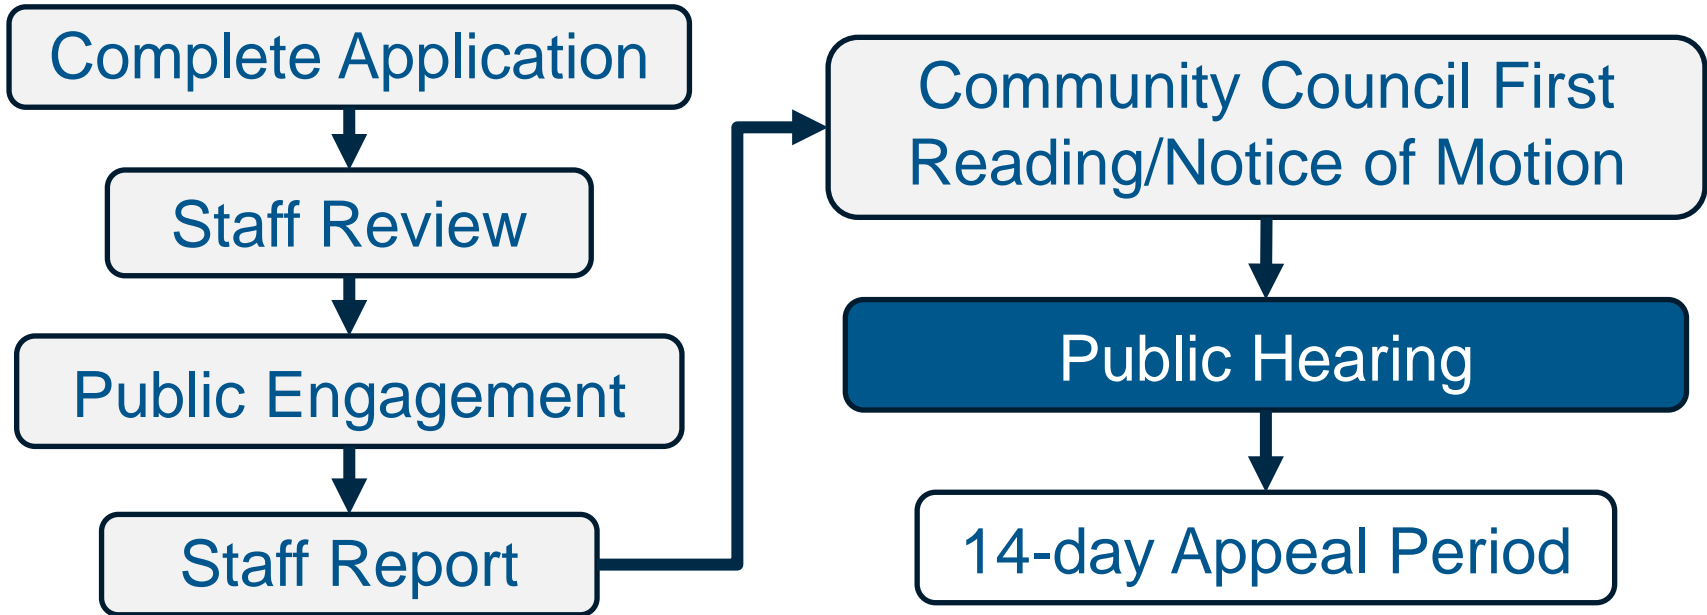 Complete Application
Staff Review
Public Engagement
Staff Report
Community Council First
Reading/Notice of Motion
Public Hearing
14-day Appeal Period